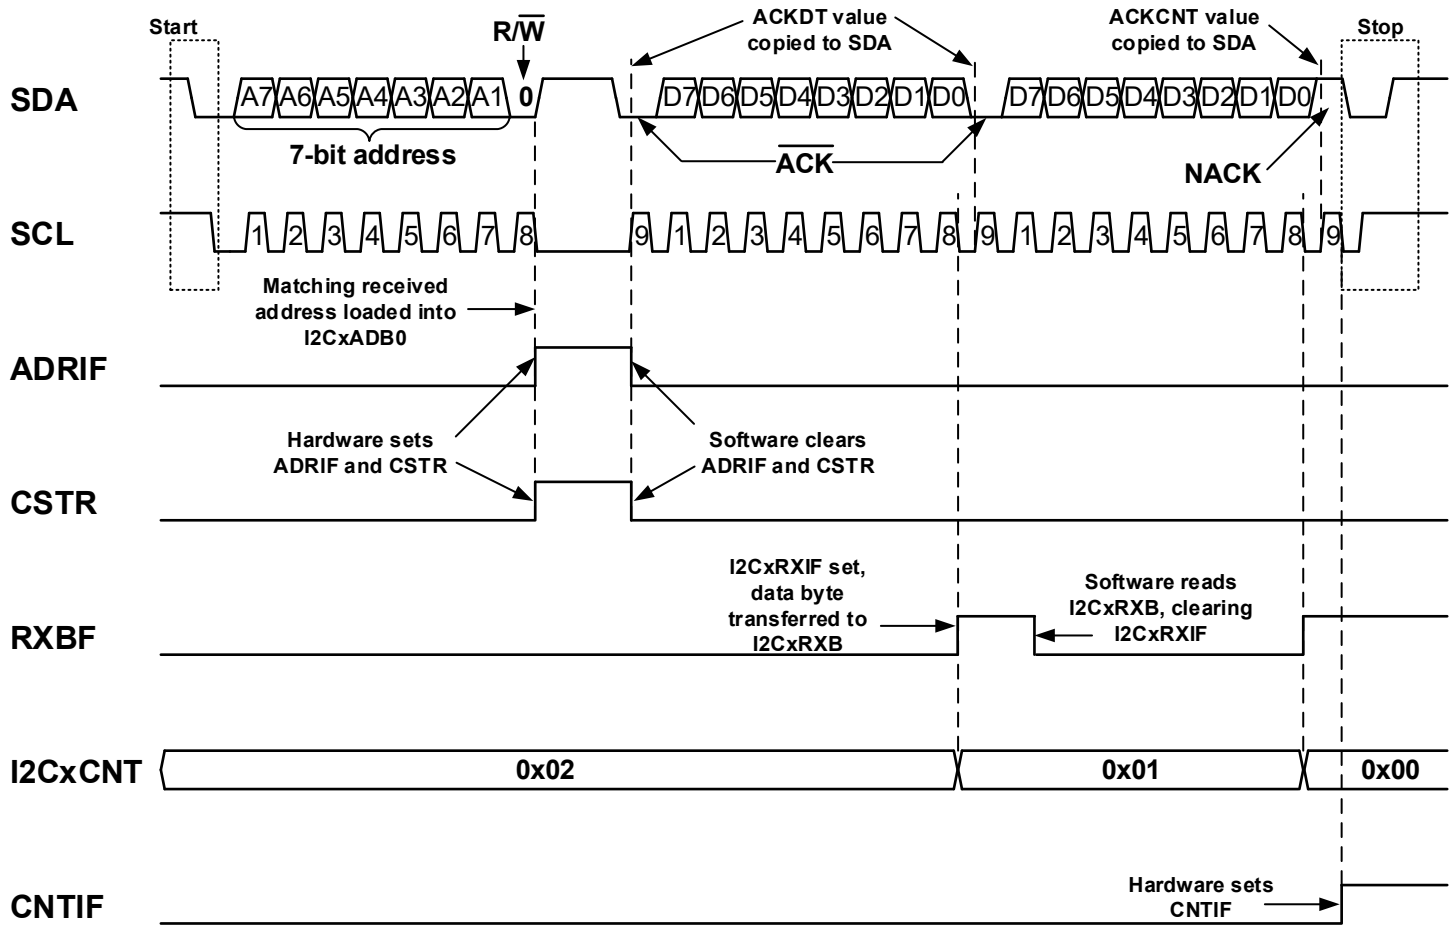 Start
R/W
ACKDT value
copied to SDA
ACKCNT value
copied to SDA
Stop
SDA
A7 A6 A5 A4 A3 A2 A1 0
D7 D6 D5 D4 D3 D2 D1 D0
D7 D6 D5 D4 D3 D2 D1 D0
7-bit address
ACK
NACK
SCL
1 2 3 4 5 6 7 8
9 1 2 3 4 5 6 7 8
9 1 2 3 4 5 6 7 8 9
Matching received
address loaded into
I2CxADB0
ADRIF
Hardware sets
ADRIF and CSTR
Software clears
ADRIF and CSTR
CSTR
I2CxRXIF set,
data byte
transferred to
I2CxRXB
Software reads
I2CxRXB, clearing
I2CxRXIF
RXBF
I2CxCNT
0x02
0x01
0x00
Hardware sets
CNTIF
CNTIF